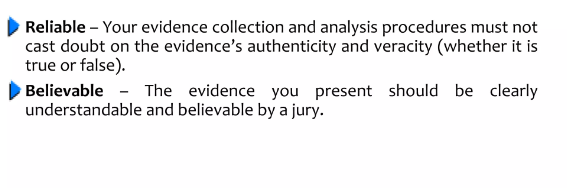 Reliable – Your evidence collection and analysis procedures must not
cast doubt on the evidence’s authenticity and veracity (whether it is
true or false).
Believable – The evidence you present should be clearly
understandable and believable by a jury.